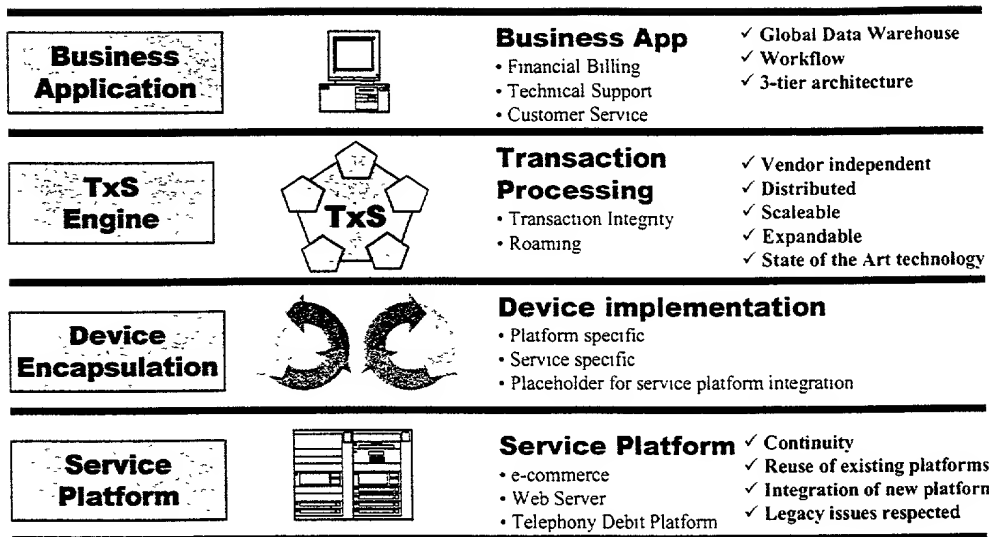 Business
Application
Business App
• Financial Billing
• Technical Support
• Customer Service
✓ Global Data Warehouse
✓ Workflow
✓ 3-tier architecture
TxS
Engine
TxS
Transaction
Processing
• Transaction Integrity
• Roaming
✓ Vendor independent
✓ Distributed
✓ Scaleable
✓ Expandable
✓ State of the Art technology
Device
Encapsulation
Device implementation
• Platform specific
• Service specific
• Placeholder for service platform integration
Service
Platform
Service Platform
• e-commerce
• Web Server
• Telephony Debit Platform
✓ Continuity
✓ Reuse of existing platforms
✓ Integration of new platform
✓ Legacy issues respected